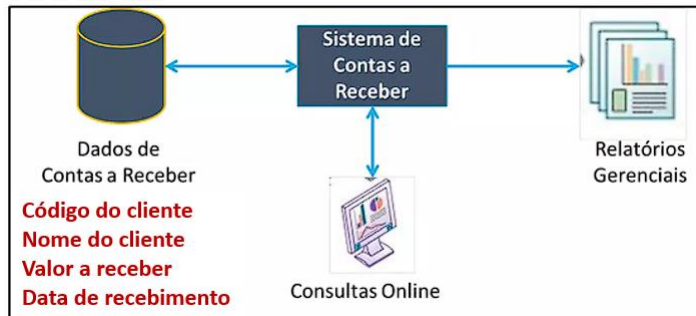 Sistema de
Contas a
Receber
Dados de
Contas a Receber
Código do cliente
Nome do cliente
Valor a receber
Data de recebimento
Consultas Online
Relatórios
Gerenciais